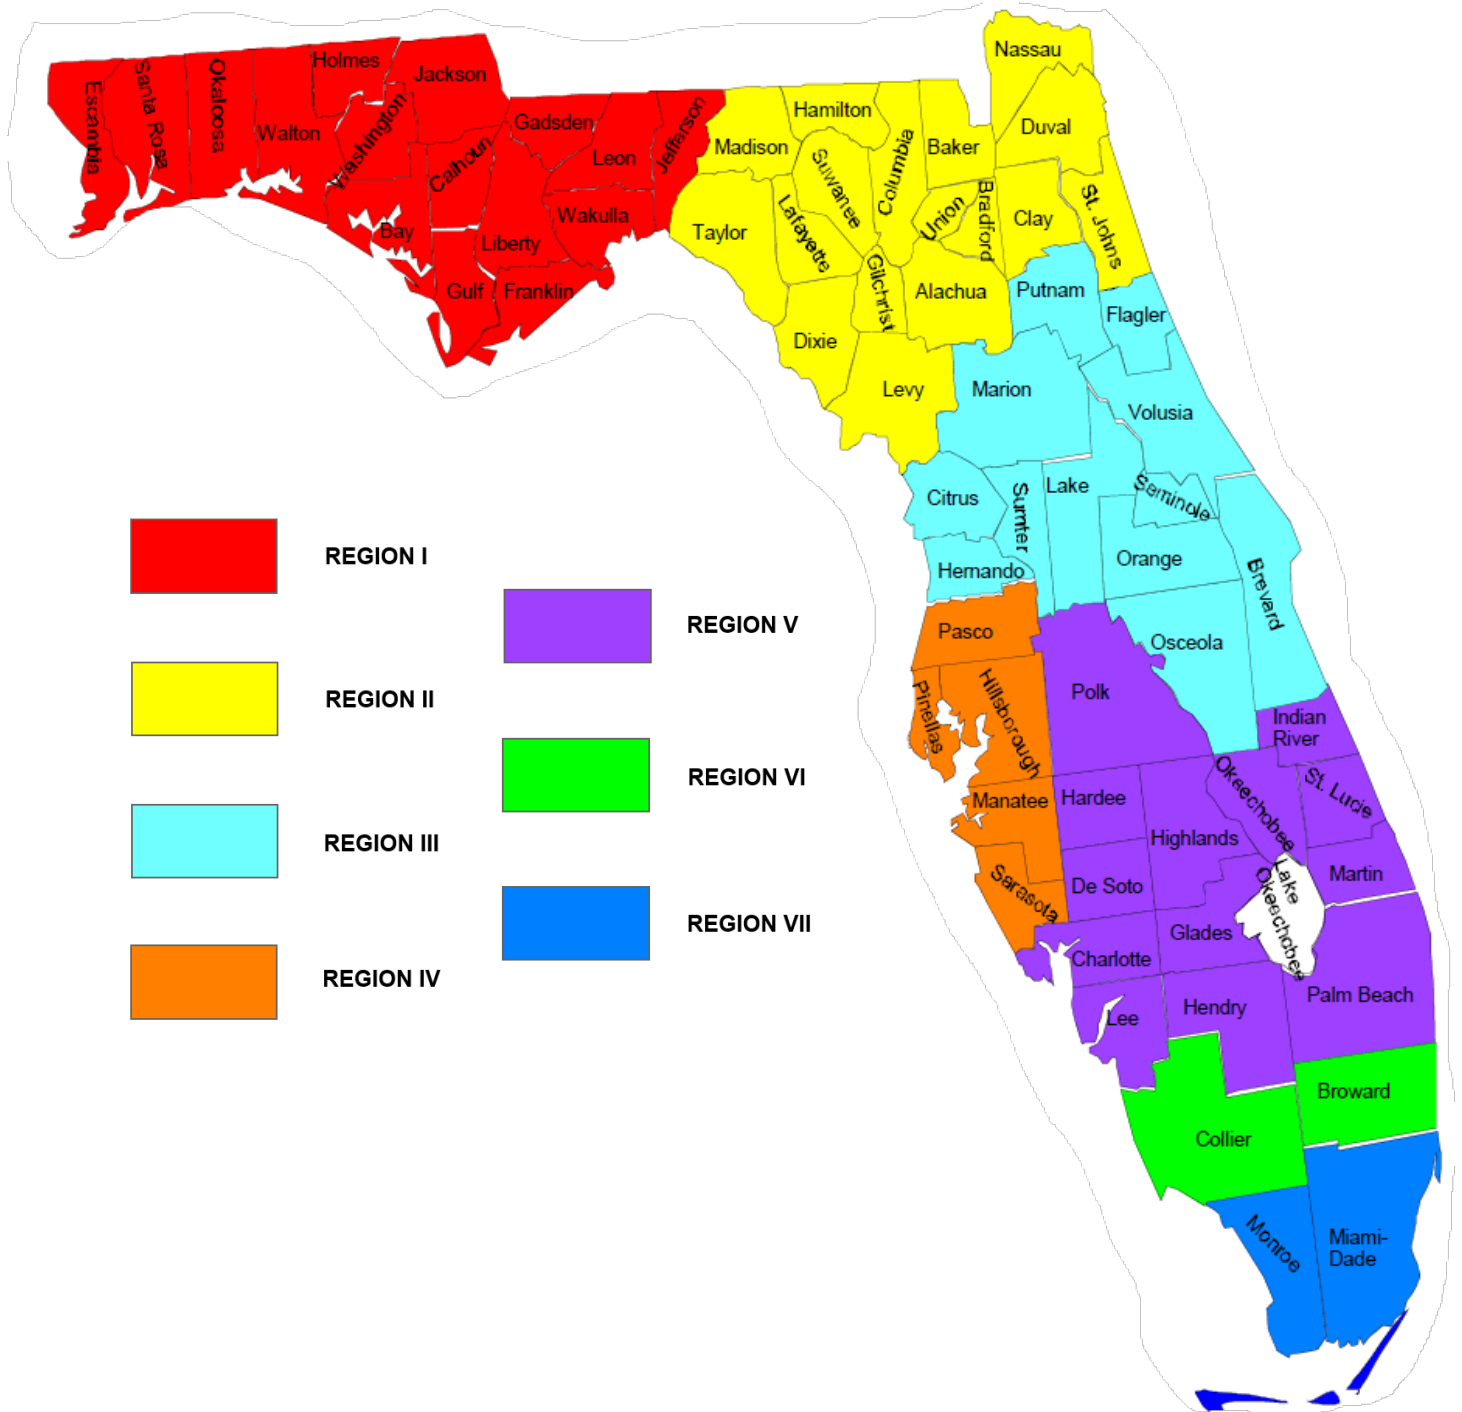 Nassau
Holmes
Jackson
Escambia
Santa Rosa
Okaloosa
Walton
Washington
Calhoun
Gadsden
Leon
Jefferson
Madison
Hamilton
Suwanee
Columbia
Baker
Duval
Bay
Gulf
Liberty
Franklin
Wakulla
Taylor
Lafayette
Union
Bradford
Clay
St. Johns
Gilchrist
Alachua
Putnam
Flagler
Dixie
Levy
Marion
Volusia
Citrus
Sumter
Lake
Seminole
Hernando
Orange
Brevard
Pasco
Osceola
Pinellas
Hillsborough
Polk
Indian
River
Manatee
Hardee
Highlands
Okeechobee
St. Lucie
Sarasota
De Soto
Martin
Lake
Okeechobee
Charlotte
Glades
Lee
Hendry
Palm Beach
Broward
Collier
Monroe
Miami-
Dade
REGION I
REGION II
REGION III
REGION IV
REGION V
REGION VI
REGION VII